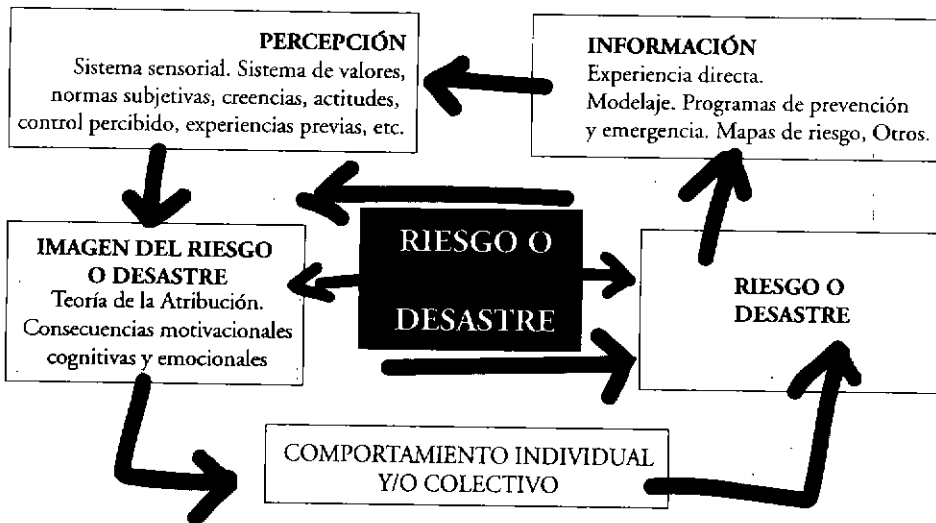 PERCEPCIÓN
Sistema sensorial. Sistema de valores,
normas subjetivas, creencias, actitudes,
control percibido, experiencias previas, etc.
INFORMACIÓN
Experiencia directa.
Modelaje. Programas de prevención
y emergencia. Mapas de riesgo, Otros.
IMAGEN DEL RIESGO
O DESASTRE
Teoría de la Atribución.
Consecuencias motivacionales
cognitivas y emocionales
RIESGO O
DESASTRE
RIESGO O
DESASTRE
COMPORTAMIENTO INDIVIDUAL
Y/O COLECTIVO